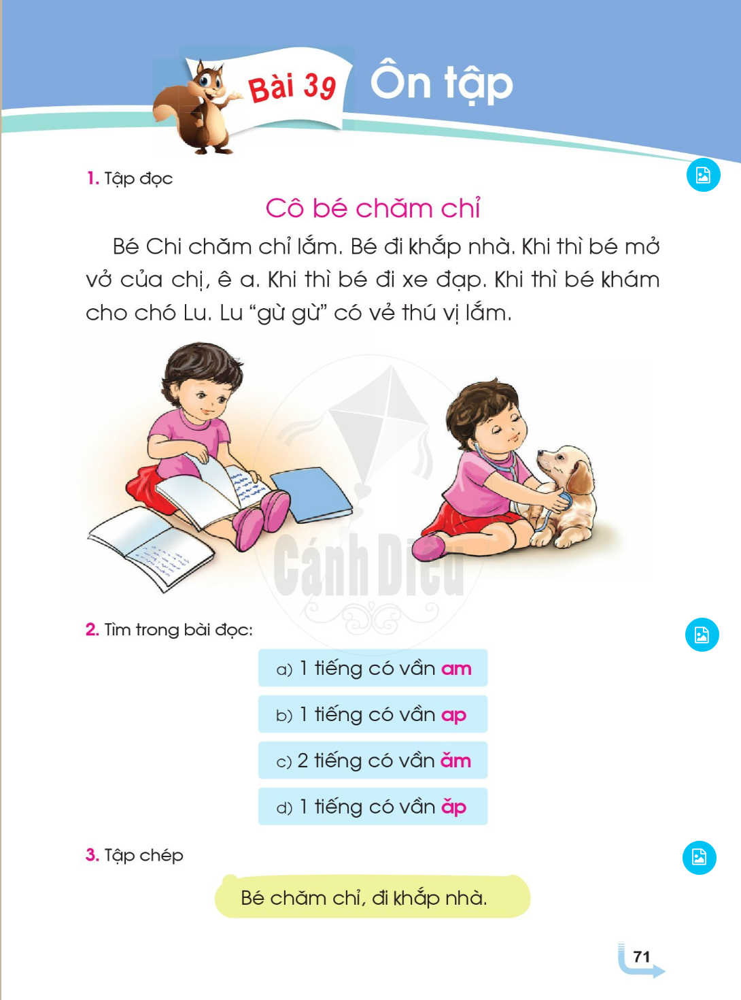 Bài 39
Ôn tập
1. Tập đọc
Cô bé chăm chỉ
Bé Chi chăm chỉ lắm. Bé đi khắp nhà. Khi thì bé mở
vở của chị, ê a. Khi thì bé đi xe đạp. Khi thì bé khám
cho chó Lu. Lu “gừ gừ” có vẻ thú vị lắm.
Cánh Diều
2. Tìm trong bài đọc:
a) 1 tiếng có vần am
b) 1 tiếng có vần ap
c) 2 tiếng có vần ăm
d) 1 tiếng có vần ăp
3. Tập chép
Bé chăm chỉ, đi khắp nhà.
71